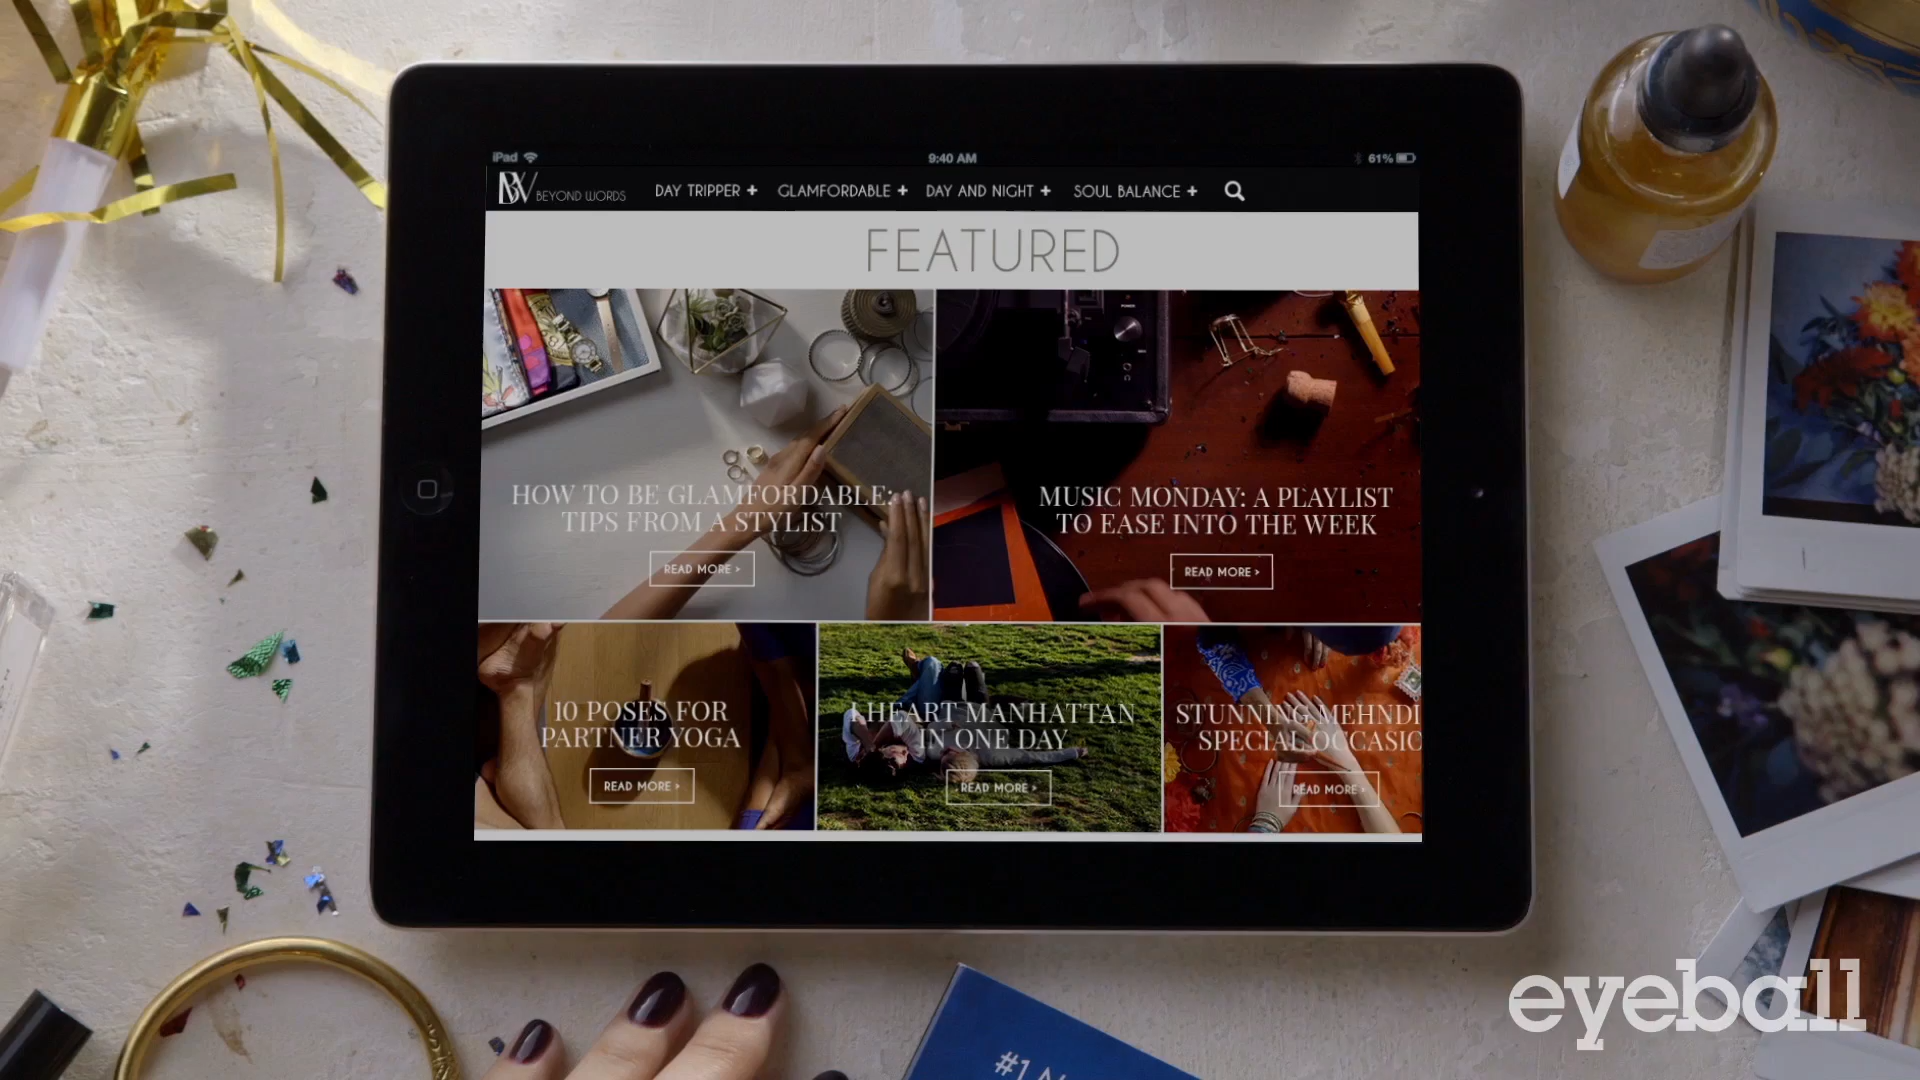 iPad 9:40 AM 61%
BW BEYOND WORDS DAY TRIPPER + GLAMFORDABLE + DAY AND NIGHT + SOUL BALANCE +
FEATURED
HOW TO BE GLAMFORDABLE:
TIPS FROM A STYLIST
READ MORE >
MUSIC MONDAY: A PLAYLIST
TO EASE INTO THE WEEK
READ MORE >
10 POSES FOR
PARTNER YOGA
READ MORE >
I HEART MANHATTAN
IN ONE DAY
READ MORE >
STUNNING MEHNDI
SPECIAL OCCASIO
READ MORE >
eyeball
#1